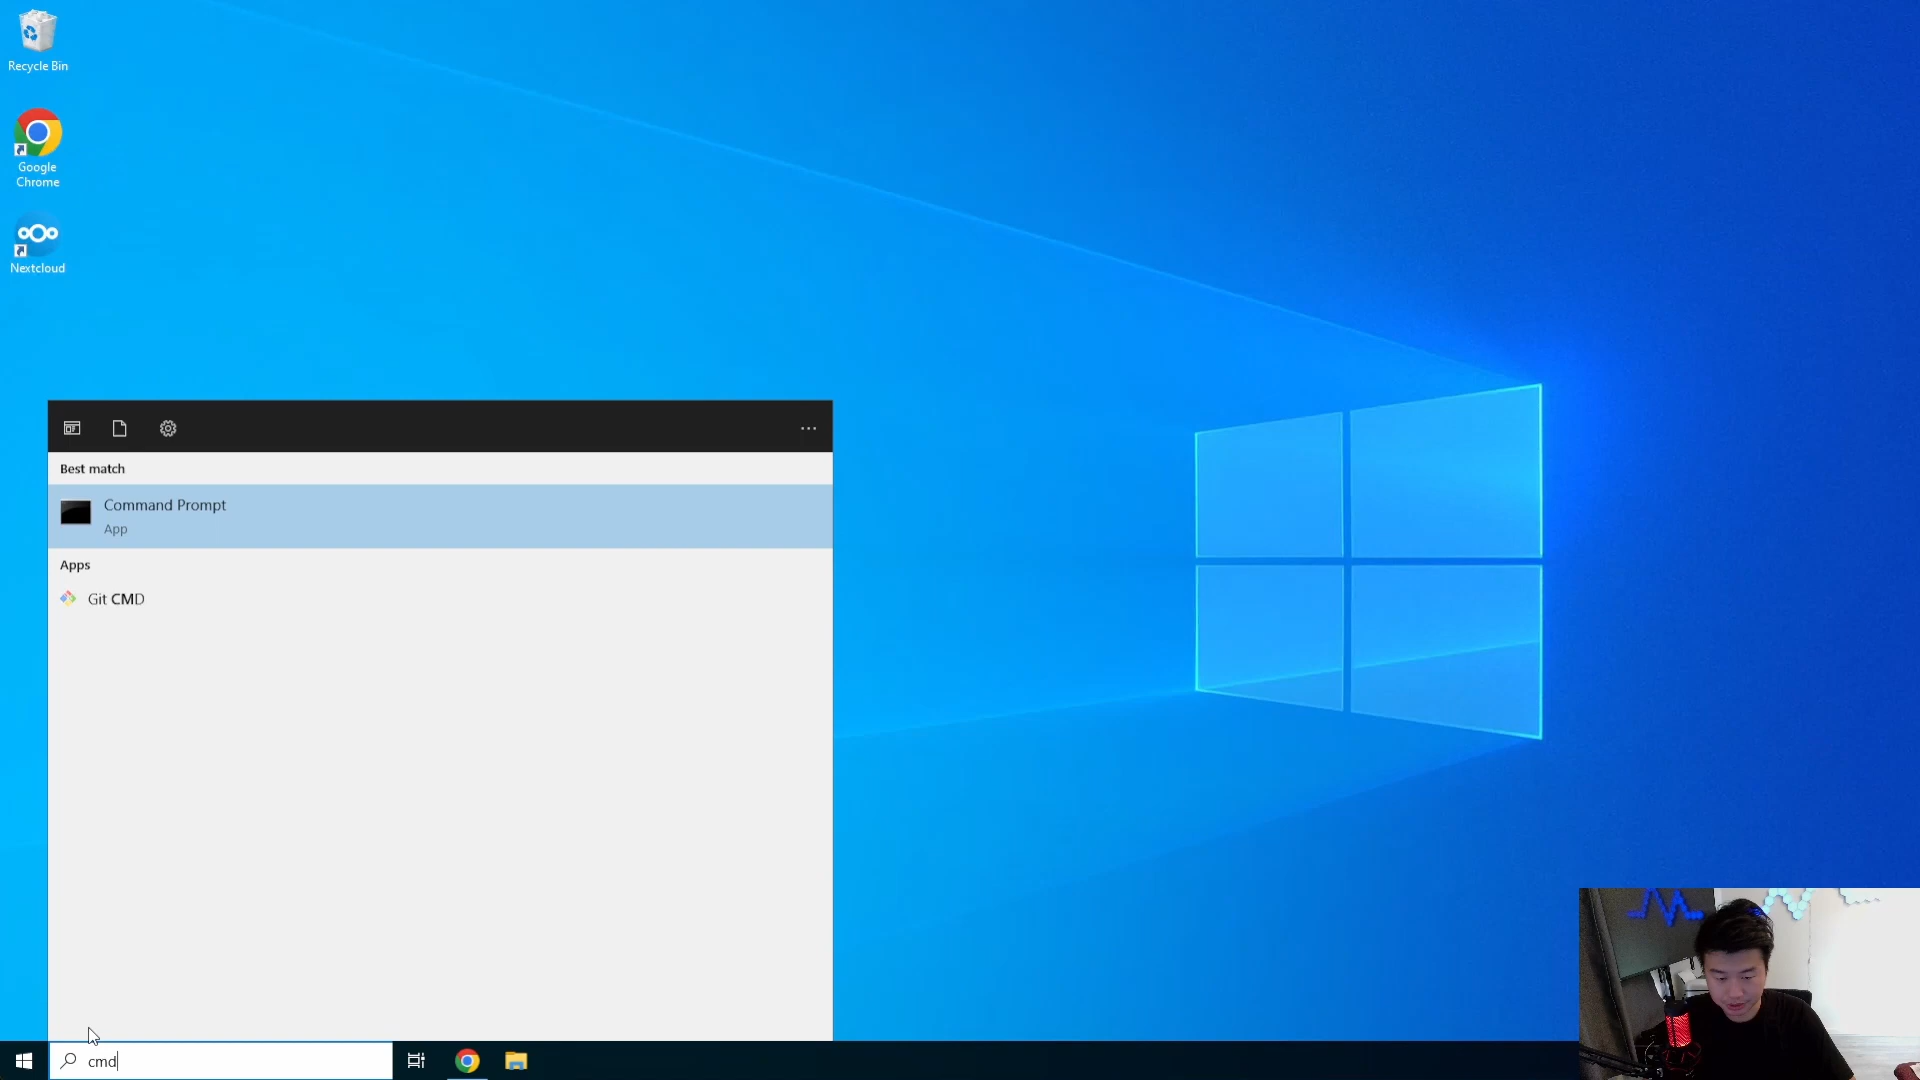 Recycle Bin
Google
Chrome
Nextcloud
Best match
Command Prompt
App
Apps
Git CMD
cmd